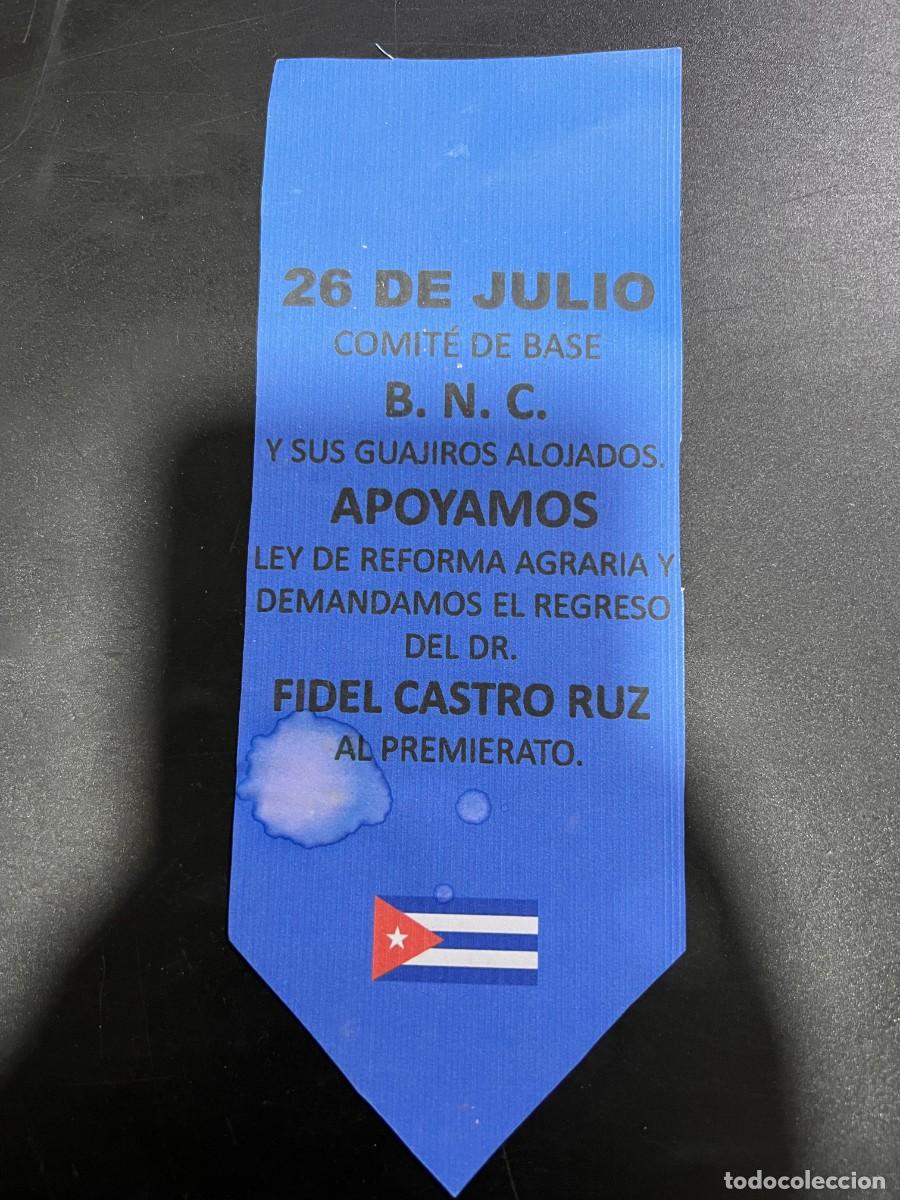 26 DE JULIO
COMITÉ DE BASE
B. N. C.
Y SUS GUAJIROS ALOJADOS.
APOYAMOS
LEY DE REFORMA AGRARIA Y
DEMANDAMOS EL REGRESO
DEL DR.
FIDEL CASTRO RUZ
AL PREMIERATO.
todocoleccion